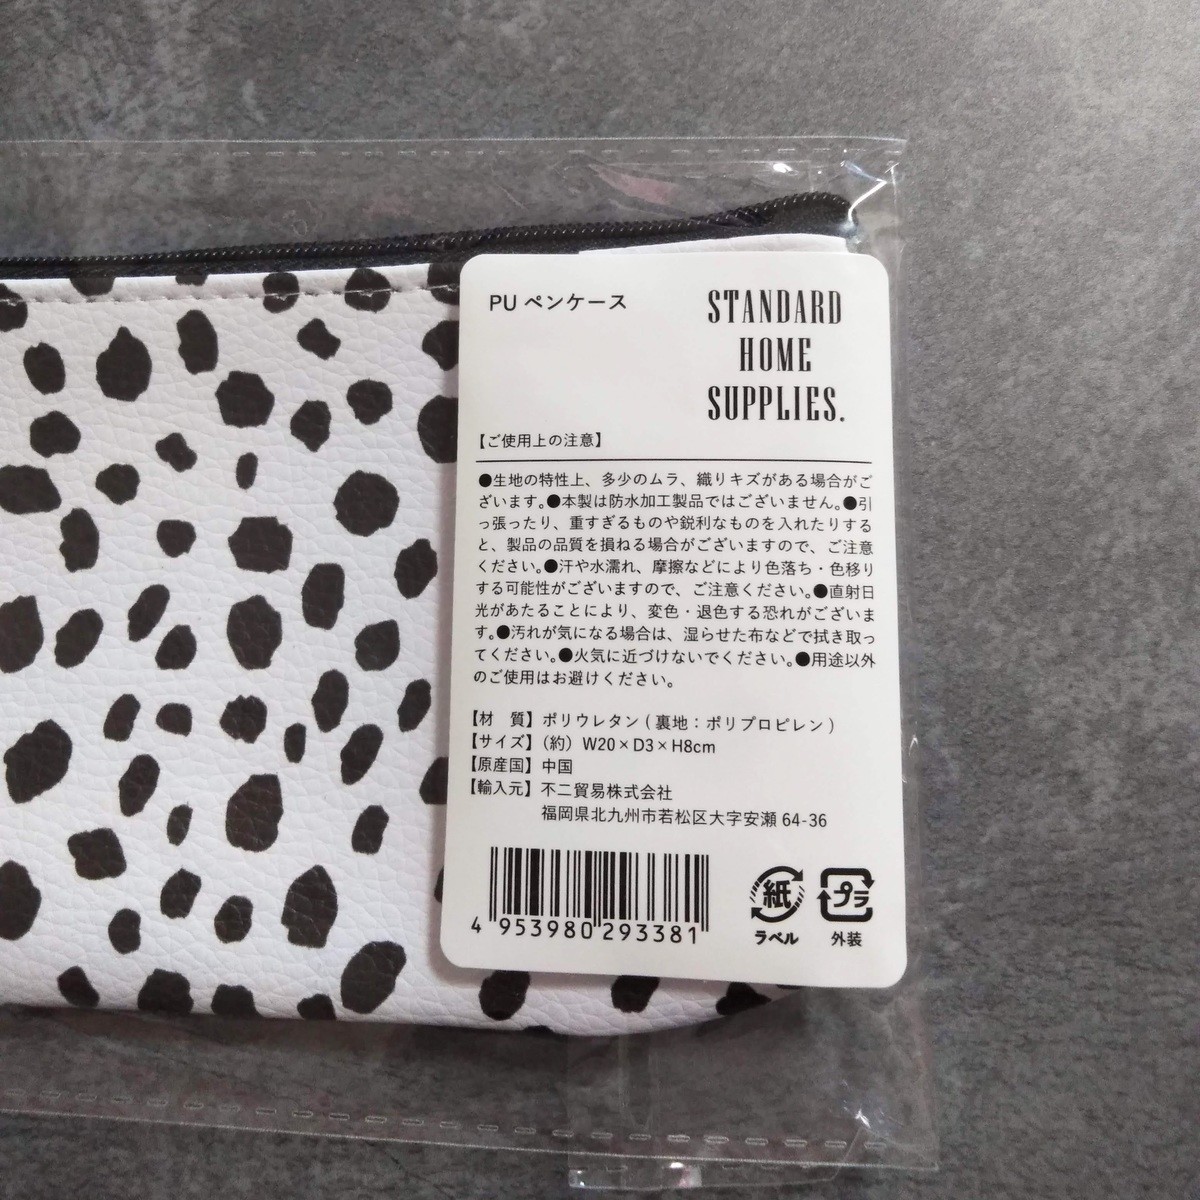 PU ペンケース
STANDARD
HOME
SUPPLIES.
【ご使用上の注意】
●生地の特性上、多少のムラ、織りキズがある場合がご
ざいます。●本製は防水加工製品ではございません。●引
っ張ったり、重すぎるものや鋭利なものを入れたりする
と、製品の品質を損ねる場合がございますので、ご注意
ください。●汗や水濡れ、摩擦などにより色落ち・色移り
する可能性がございますので、ご注意ください。●直射日
光があたることにより、変色・退色する恐れがございま
す。●汚れが気になる場合は、湿らせた布などで拭き取っ
てください。●火気に近づけないでください。●用途以外
のご使用はお避けください。
【材　質】ポリウレタン ( 裏地：ポリプロピレン )
【サイズ】（約）W20×D3×H8cm
【原産国】中国
【輸入元】不二貿易株式会社
福岡県北九州市若松区大字安瀬 64-36
4 953980 293381
紙
ラベル
プラ
外装